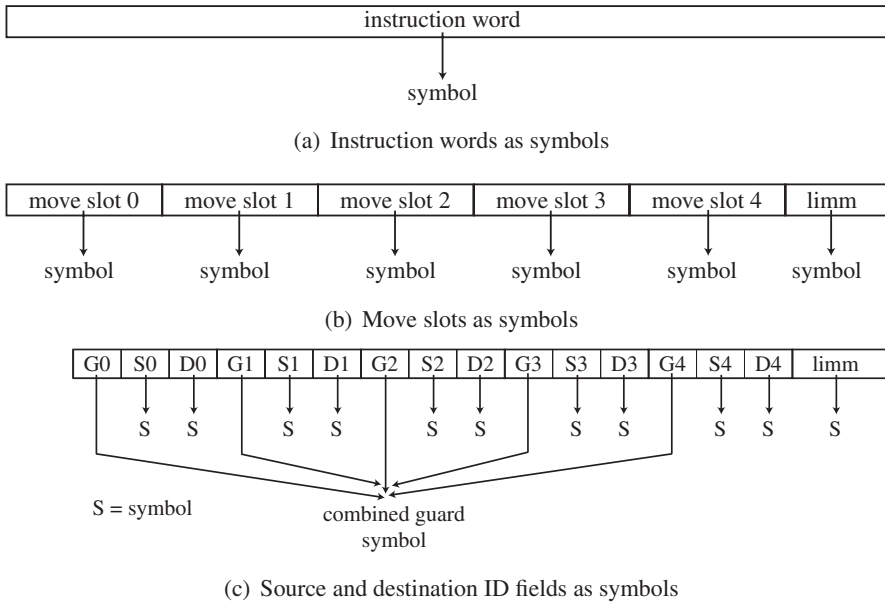 instruction word
symbol
(a) Instruction words as symbols
move slot 0 move slot 1 move slot 2 move slot 3 move slot 4 limm
symbol symbol symbol symbol symbol symbol
(b) Move slots as symbols
G0 S0 D0 G1 S1 D1 G2 S2 D2 G3 S3 D3 G4 S4 D4 limm
S S S S S S S S S S S
S = symbol
combined guard
symbol
(c) Source and destination ID fields as symbols